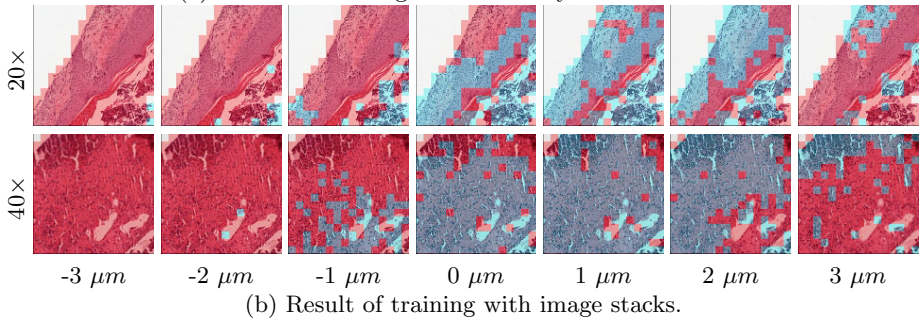 20×
40×
-3 μm -2 μm -1 μm 0 μm 1 μm 2 μm 3 μm
(b) Result of training with image stacks.